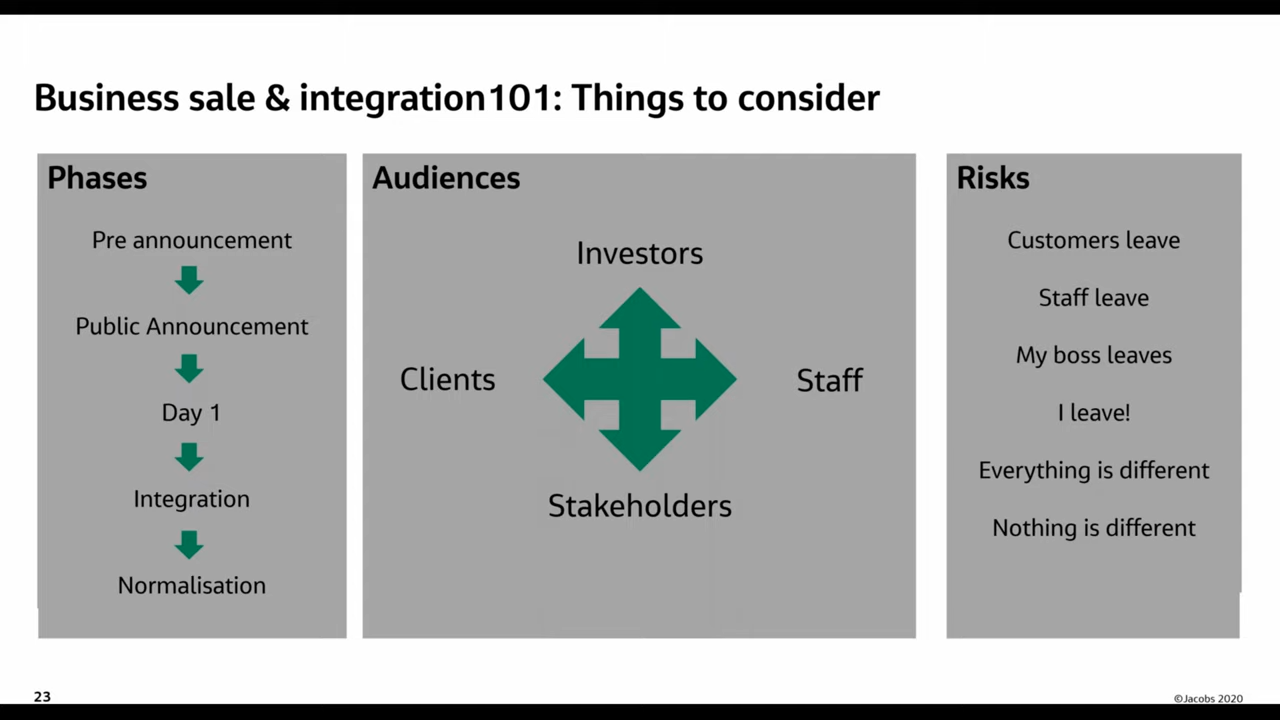 Business sale & integration101: Things to consider
Phases
Pre announcement
Public Announcement
Day 1
Integration
Normalisation
Audiences
Investors
Clients
Staff
Stakeholders
Risks
Customers leave
Staff leave
My boss leaves
I leave!
Everything is different
Nothing is different
23
©Jacobs 2020